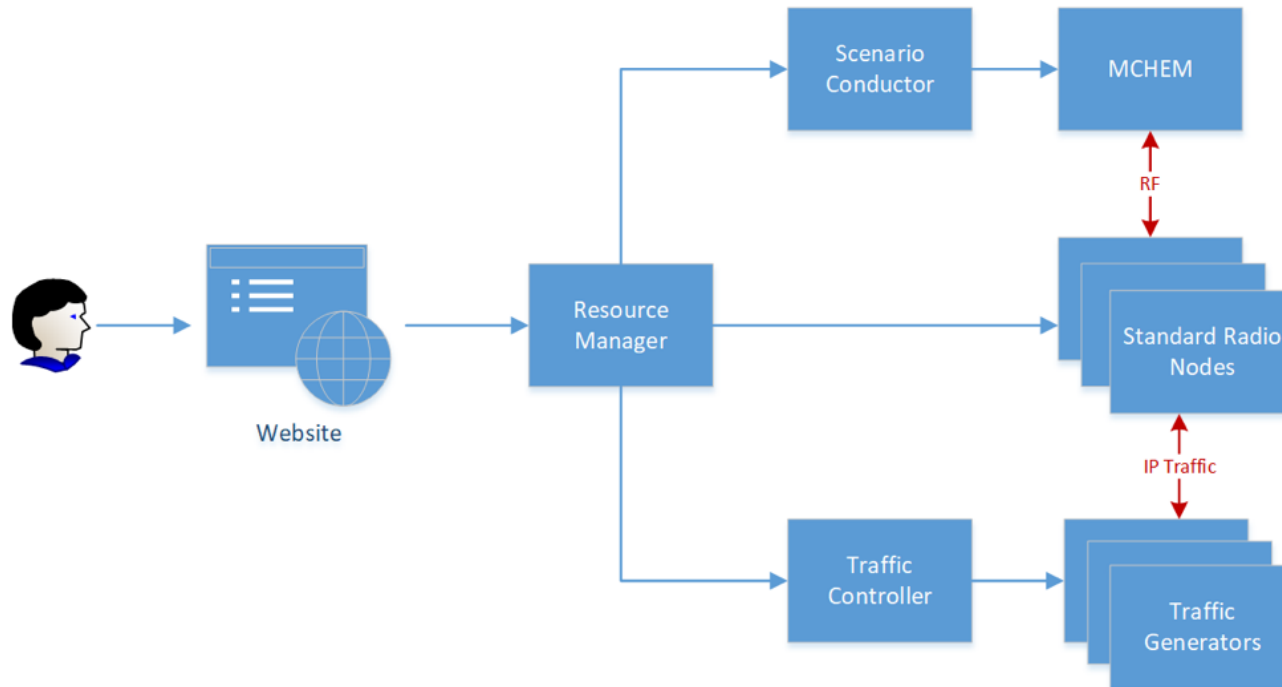 Scenario
Conductor
MCHEM
RF
Resource
Manager
Standard Radio
Nodes
Website
IP Traffic
Traffic
Controller
Traffic
Generators